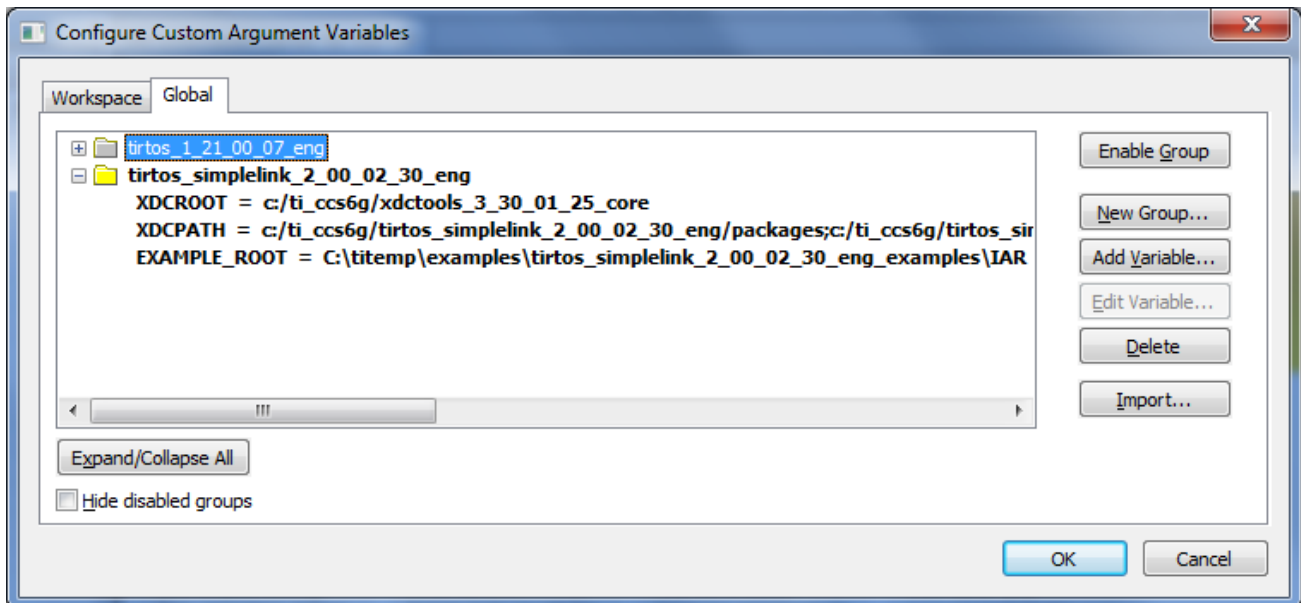 Configure Custom Argument Variables
Workspace
Global
tirtos_1_21_00_07_eng
tirtos_simplelink_2_00_02_30_eng
XDCROOT = c:/ti_ccs6g/xdctools_3_30_01_25_core
XDCPATH = c:/ti_ccs6g/tirtos_simplelink_2_00_02_30_eng/packages;c:/ti_ccs6g/tirtos_sir
EXAMPLE_ROOT = C:\titemp\examples\tirtos_simplelink_2_00_02_30_eng_examples\IAR
Enable Group
New Group...
Add Variable...
Edit Variable...
Delete
Import...
Expand/Collapse All
Hide disabled groups
OK
Cancel